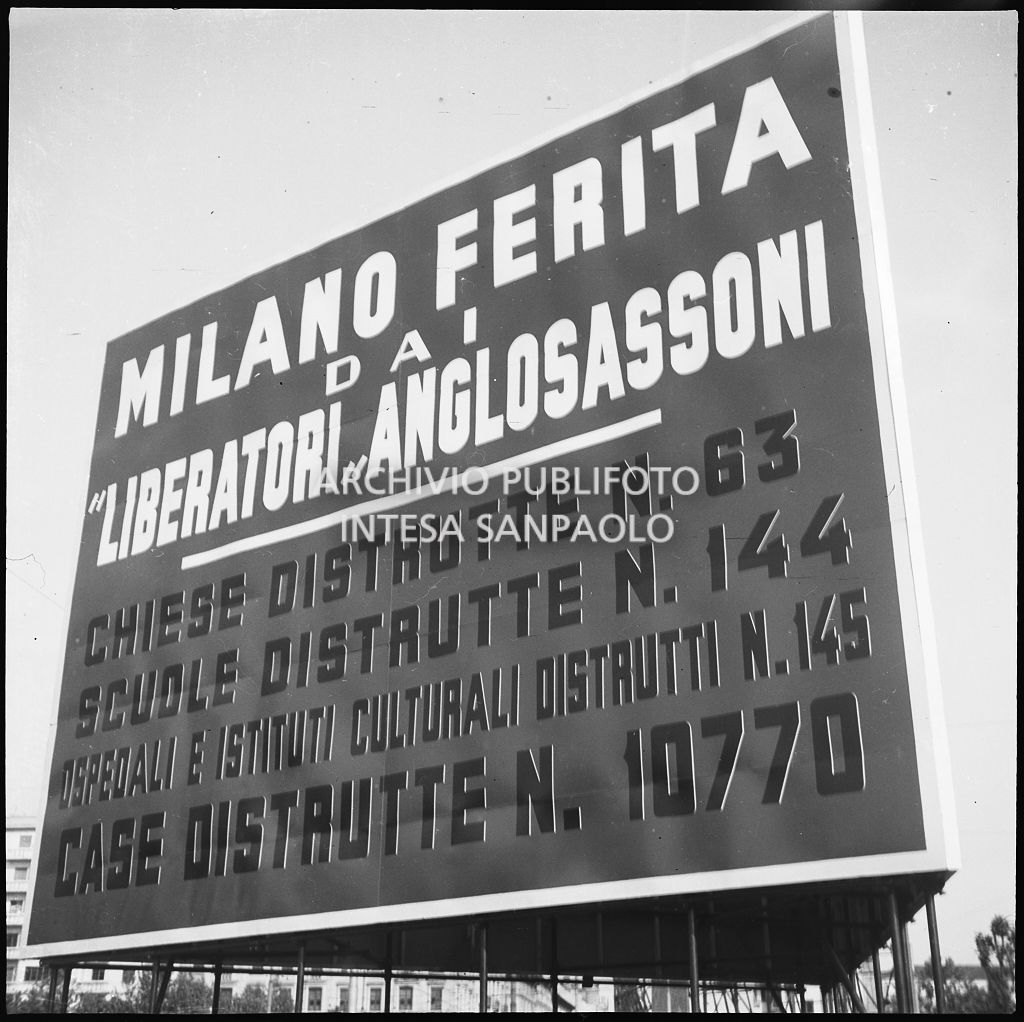 MILANO FERITA
DAI
"LIBERATORI„ ANGLOSASSONI
CHIESE DISTRUTTE N. 63
SCUOLE DISTRUTTE N. 144
OSPEDALI E ISTITUTI CULTURALI DISTRUTTI N. 145
CASE DISTRUTTE N. 10770
ARCHIVIO PUBLIFOTO
INTESA SANPAOLO